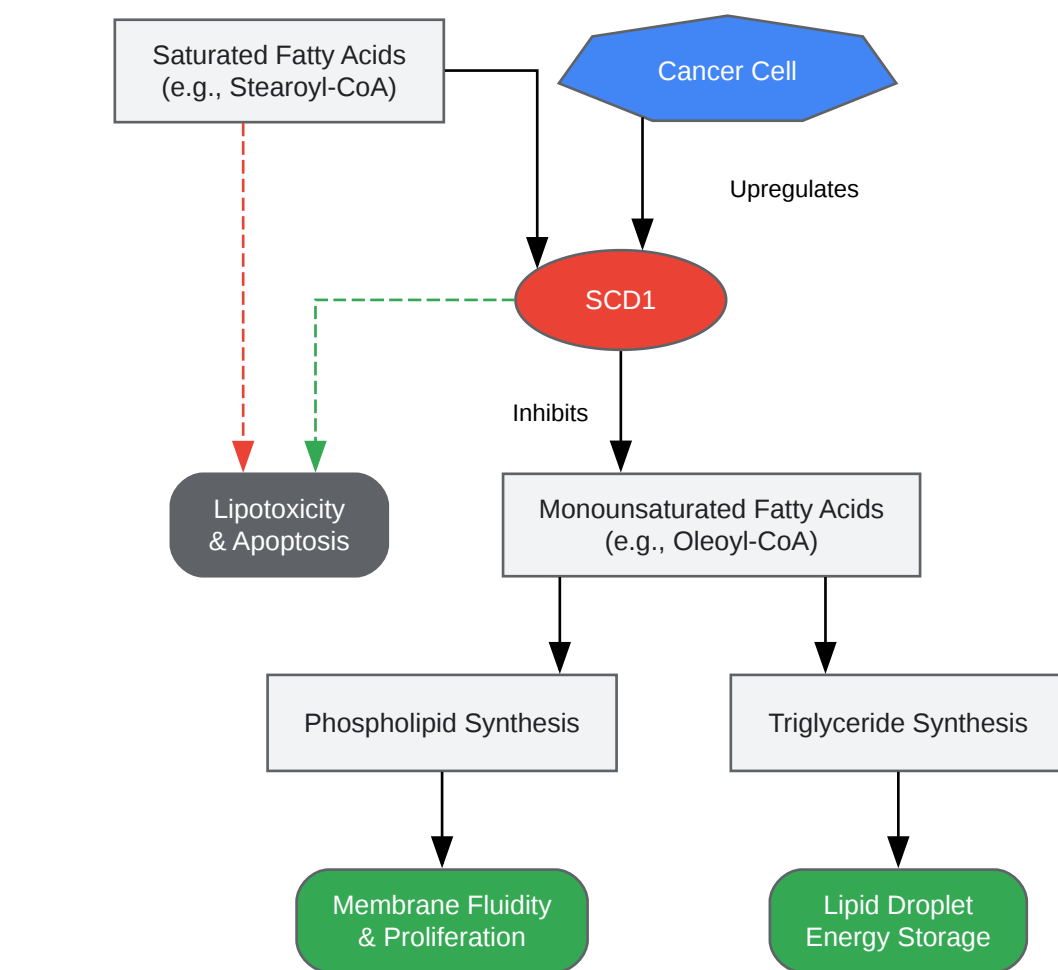 Saturated Fatty Acids
(e.g., Stearoyl-CoA)
Cancer Cell
Upregulates
SCD1
Inhibits
Lipotoxicity
& Apoptosis
Monounsaturated Fatty Acids
(e.g., Oleoyl-CoA)
Phospholipid Synthesis
Triglyceride Synthesis
Membrane Fluidity
& Proliferation
Lipid Droplet
Energy Storage